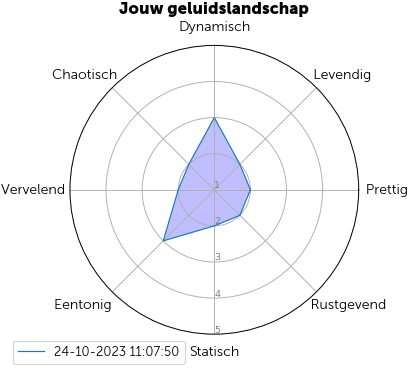 Jouw geluidslandschap
Dynamisch
Chaotisch
Levendig
Vervelend
1
Prettig
2
3
Eentonig
4
Rustgevend
5
24-10-2023 11:07:50
Statisch